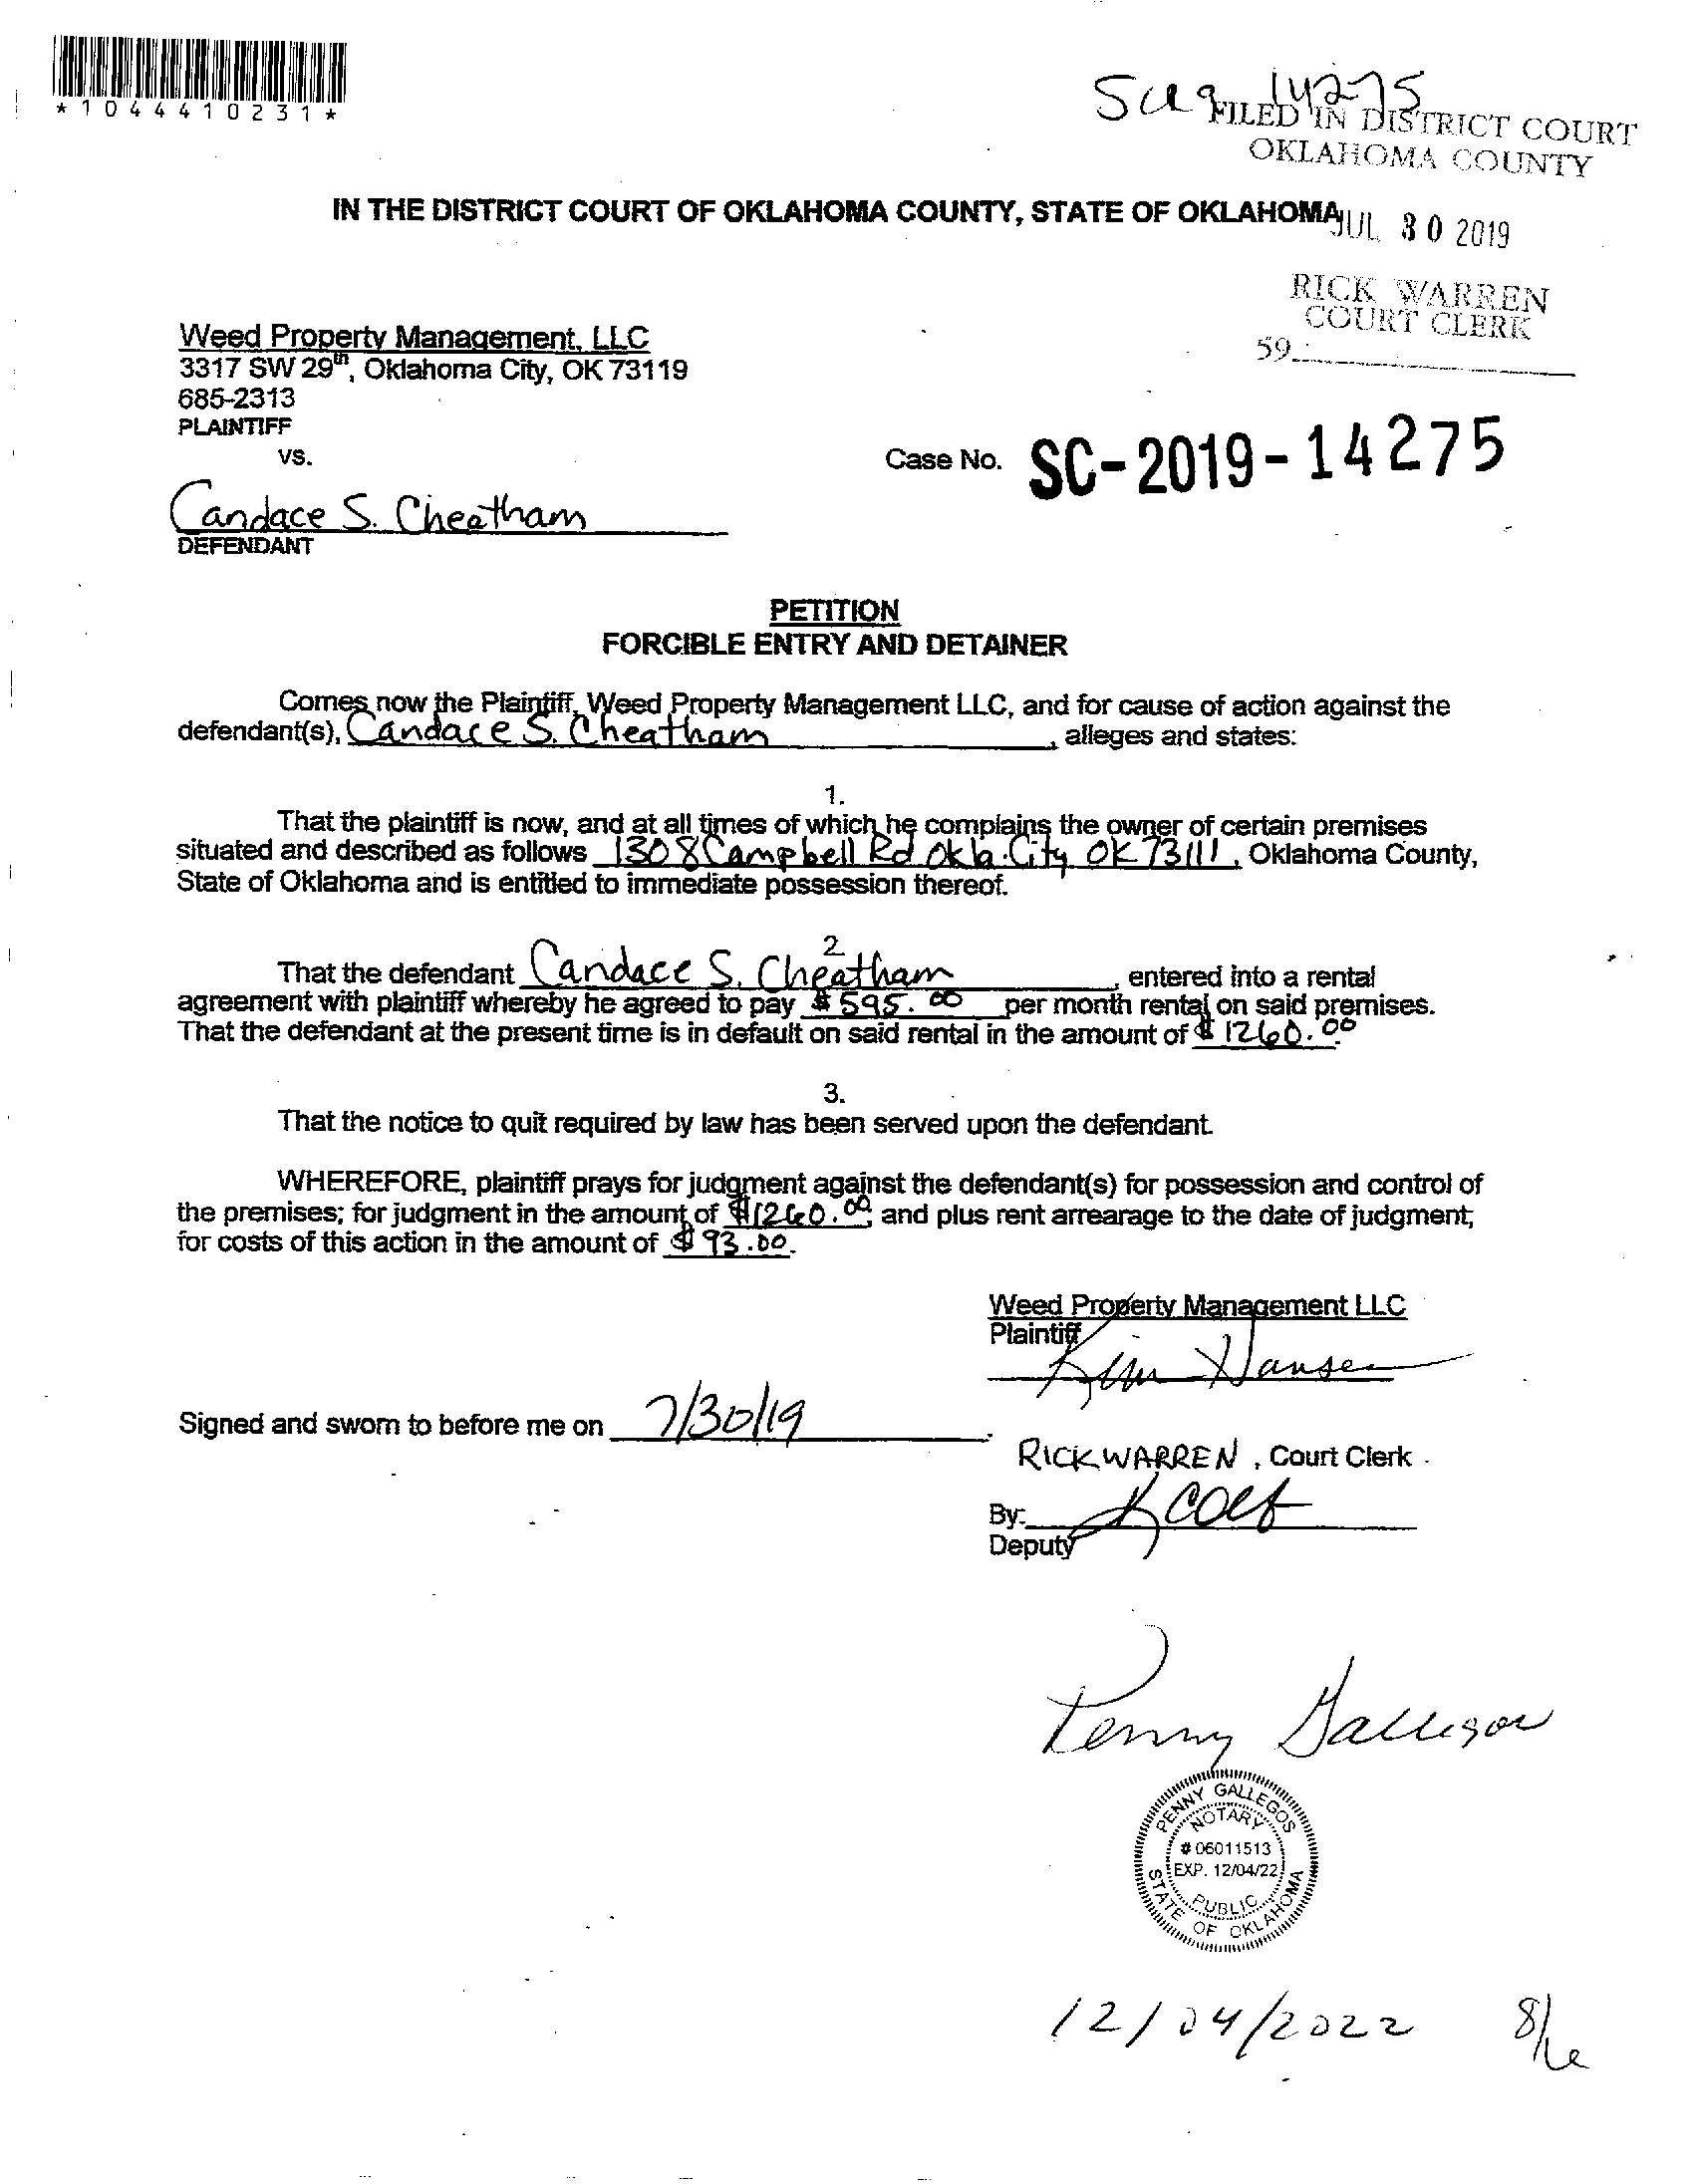 *1044410231*
14275
FILED IN DISTRICT COURT
OKLAHOMA COUNTY
IN THE DISTRICT COURT OF OKLAHOMA COUNTY, STATE OF OKLAHOMA
JUL 30 2019
RICK WARREN
COURT CLERK
59
Weed Property Management, LLC
3317 SW 29th, Oklahoma City, OK 73119
685-2313
PLAINTIFF
vs.
Case No. SC-2019-14275
Candace S. Cheatham
DEFENDANT
PETITION
FORCIBLE ENTRY AND DETAINER
Comes now the Plaintiff, Weed Property Management LLC, and for cause of action against the
defendant(s), Candace S. Cheatham, alleges and states:
1.
That the plaintiff is now, and at all times of which he complains the owner of certain premises
situated and described as follows 1308 Campbell Rd Okla. City OK 73111, Oklahoma County,
State of Oklahoma and is entitled to immediate possession thereof.
2
That the defendant Candace S. Cheatham, entered into a rental
agreement with plaintiff whereby he agreed to pay $595.00 per month rental on said premises.
That the defendant at the present time is in default on said rental in the amount of $1260.00
3.
That the notice to quit required by law has been served upon the defendant.
WHEREFORE, plaintiff prays for judgment against the defendant(s) for possession and control of
the premises; for judgment in the amount of $1260.00, and plus rent arrearage to the date of judgment;
for costs of this action in the amount of $93.00.
Weed Property Management LLC
Plaintiff
Kim Hansen
Signed and sworn to before me on 7/30/19.
RICK WARREN, Court Clerk
By:
Deputy
Penny Gallegos
PENNY GALLEGOS
NOTARY
# 06011513
EXP. 12/04/22
PUBLIC
STATE OF OKLAHOMA
12/04/2022